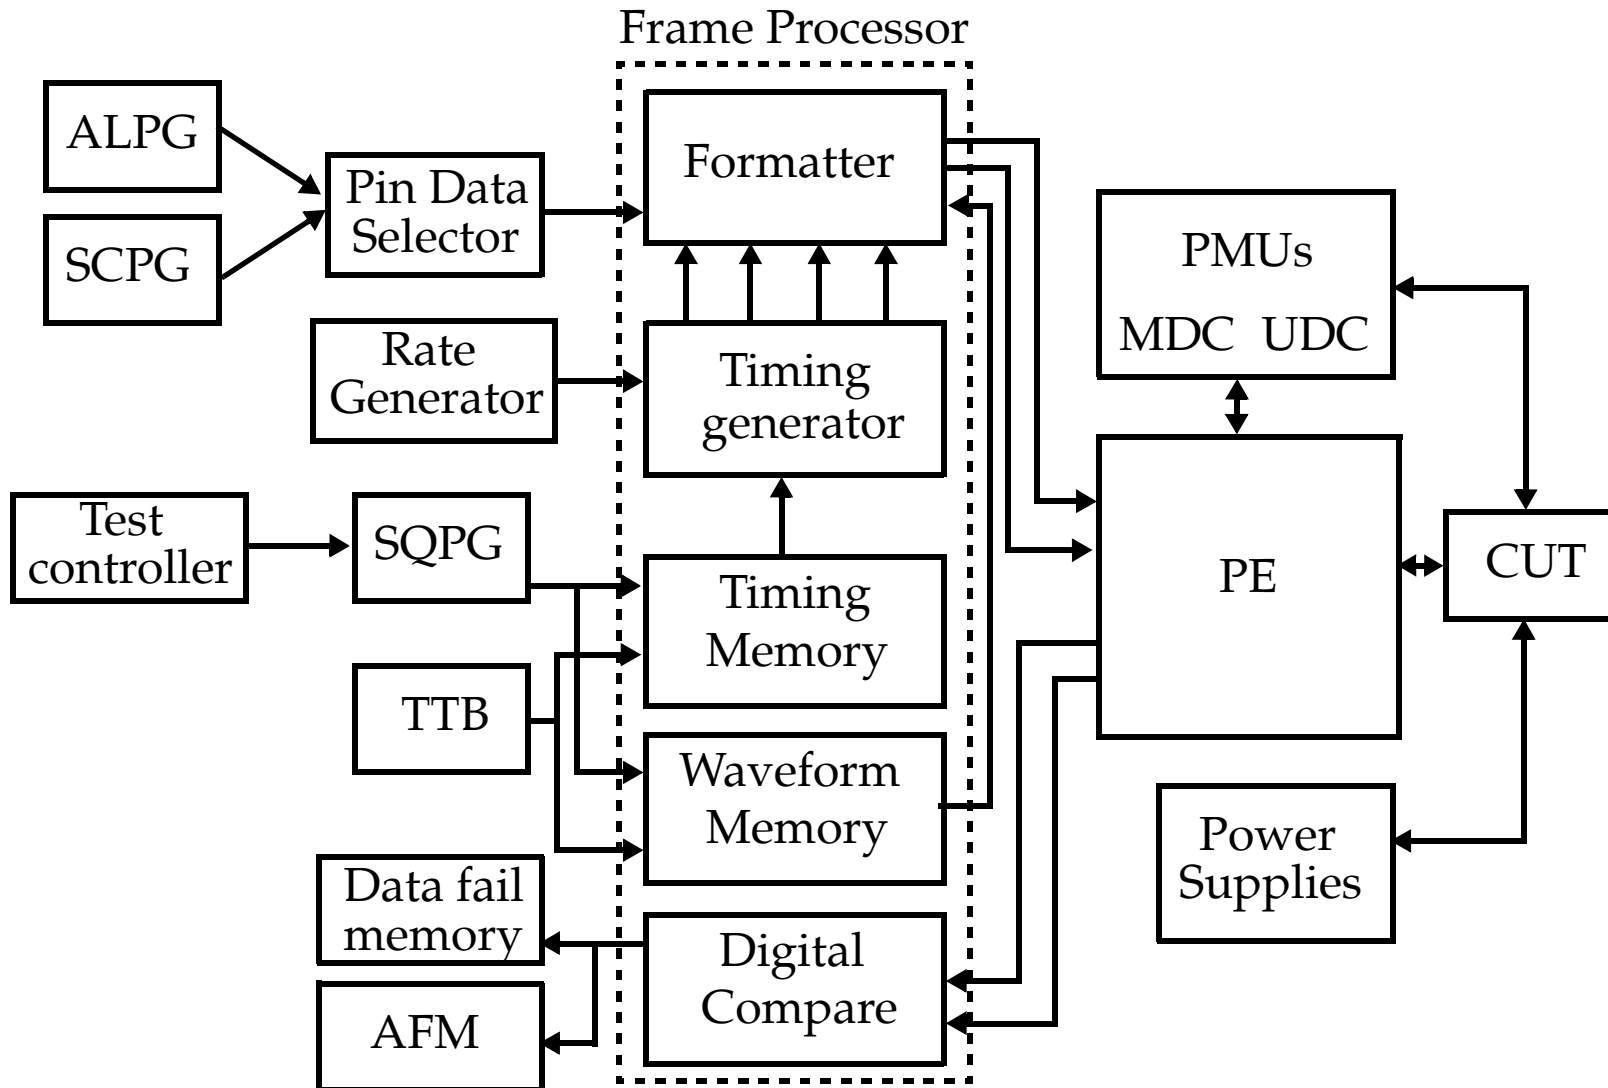 Frame Processor
ALPG
SCPG
Pin Data
Selector
Formatter
Rate
Generator
Timing
generator
Test
controller
SQPG
Timing
Memory
TTB
Waveform
Memory
Data fail
memory
AFM
Digital
Compare
PMUs
MDC UDC
PE
CUT
Power
Supplies